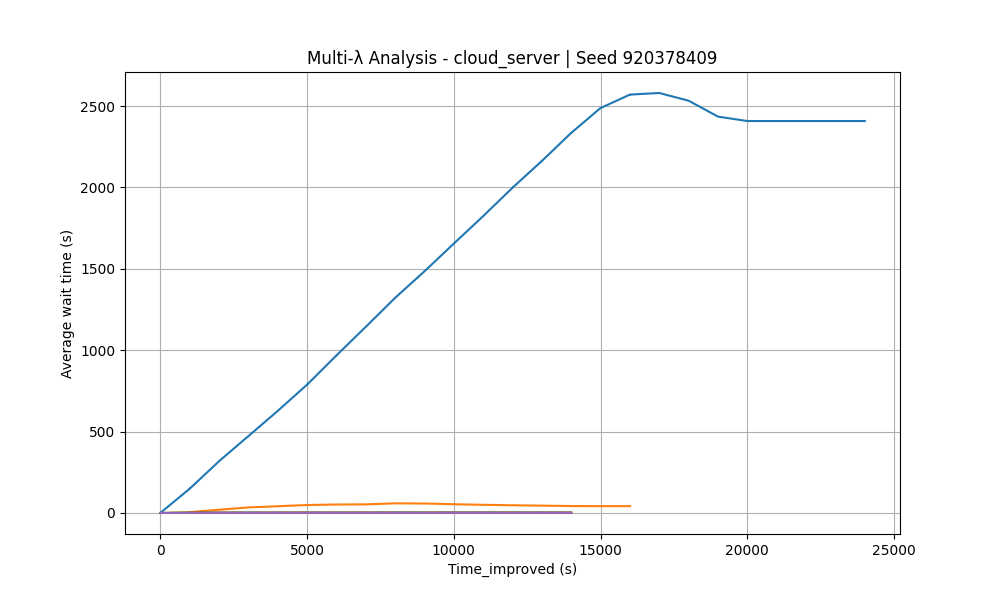 Multi-λ Analysis - cloud_server | Seed 920378409
Average wait time (s)
2500
2000
1500
1000
500
0
0 5000 10000 15000 20000 25000
Time_improved (s)